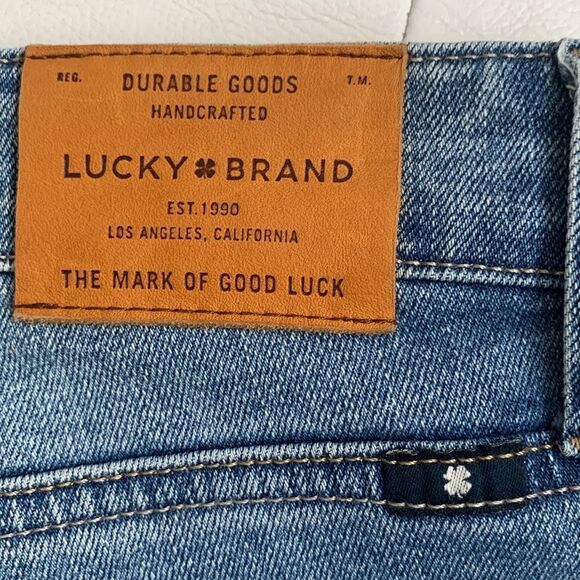 REG. DURABLE GOODS T.M.
HANDCRAFTED
LUCKY BRAND
EST. 1990
LOS ANGELES, CALIFORNIA
THE MARK OF GOOD LUCK